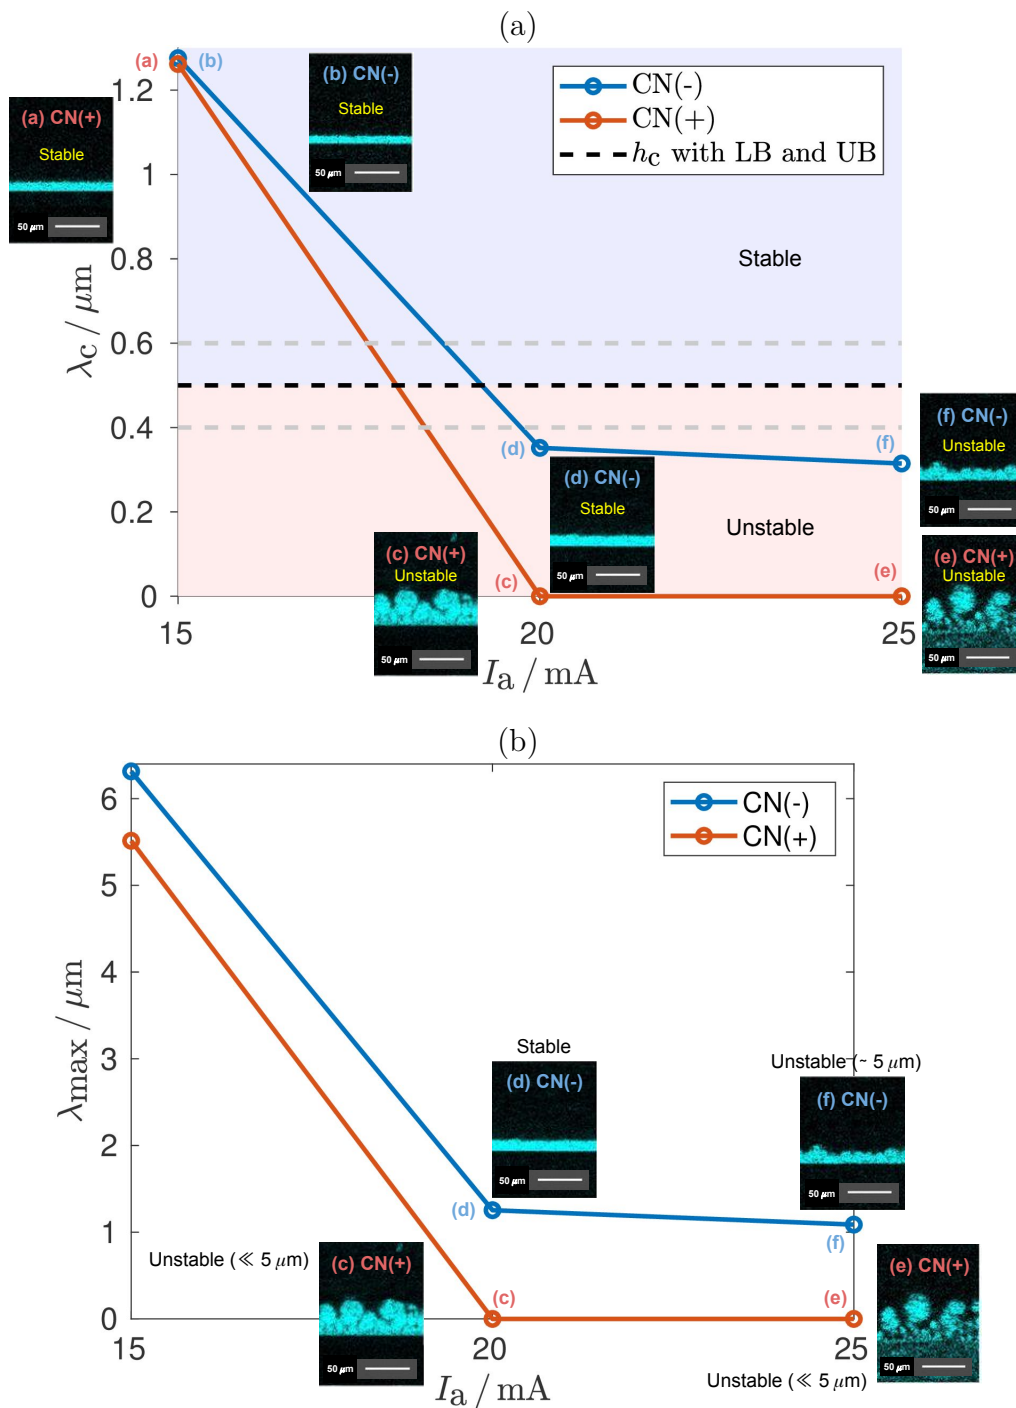 (a)
(a)
(b)
(b) CN(-)
Stable
50 μm
(a) CN(+)
Stable
50 μm
CN(-)
CN(+)
hc with LB and UB
Stable
Unstable
1.2
1
0.8
0.6
0.4
0.2
0
λc / μm
(d)
(f)
(d) CN(-)
Stable
50 μm
(f) CN(-)
Unstable
50 μm
(c) CN(+)
Unstable
50 μm
(c)
(e)
(e) CN(+)
Unstable
50 μm
15
20
25
Ia / mA
(b)
CN(-)
CN(+)
6
5
4
3
2
1
0
λmax / μm
Stable
(d) CN(-)
50 μm
Unstable (~ 5 μm)
(f) CN(-)
50 μm
(d)
(f)
Unstable (≪ 5 μm)
(c) CN(+)
50 μm
(c)
(e)
(e) CN(+)
50 μm
15
20
25
Ia / mA
Unstable (≪ 5 μm)